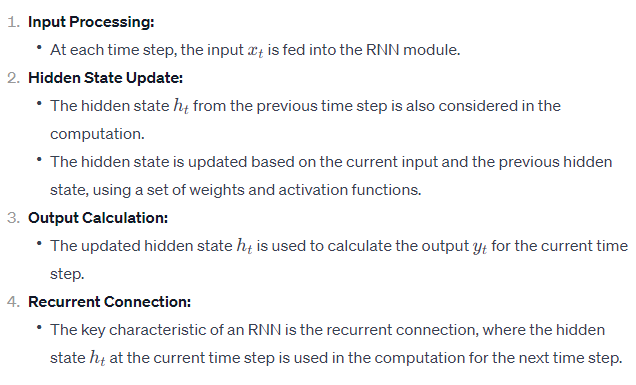 1. Input Processing:
• At each time step, the input xₜ is fed into the RNN module.
2. Hidden State Update:
• The hidden state hₜ from the previous time step is also considered in the
computation.
• The hidden state is updated based on the current input and the previous hidden
state, using a set of weights and activation functions.
3. Output Calculation:
• The updated hidden state hₜ is used to calculate the output yₜ for the current time
step.
4. Recurrent Connection:
• The key characteristic of an RNN is the recurrent connection, where the hidden
state hₜ at the current time step is used in the computation for the next time step.